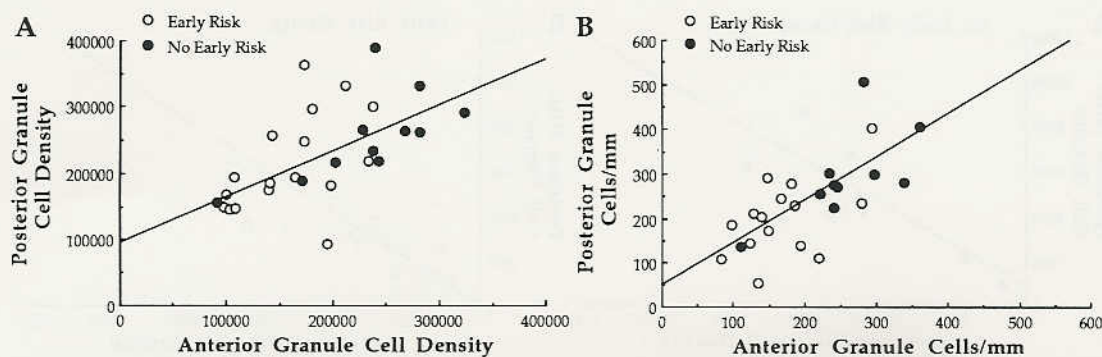 A
Early Risk
No Early Risk
400000
300000
200000
100000
0
Posterior Granule
Cell Density
0 100000 200000 300000 400000
Anterior Granule Cell Density
B
Early Risk
No Early Risk
600
500
400
300
200
100
0
Posterior Granule
Cells/mm
0 100 200 300 400 500 600
Anterior Granule Cells/mm